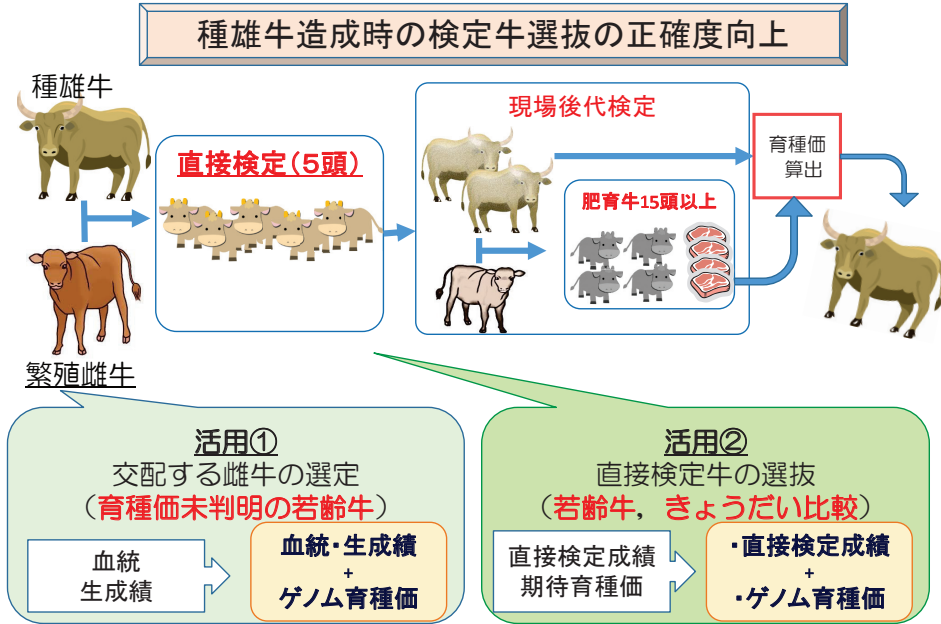 種雄牛造成時の検定牛選抜の正確度向上
種雄牛
繁殖雌牛
直接検定(5頭)
現場後代検定
肥育牛15頭以上
育種価
算出
活用①
交配する雌牛の選定
(育種価未判明の若齢牛)
血統
生成績
血統・生成績
+
ゲノム育種価
活用②
直接検定牛の選抜
(若齢牛，きょうだい比較)
直接検定成績
期待育種価
・直接検定成績
+
・ゲノム育種価